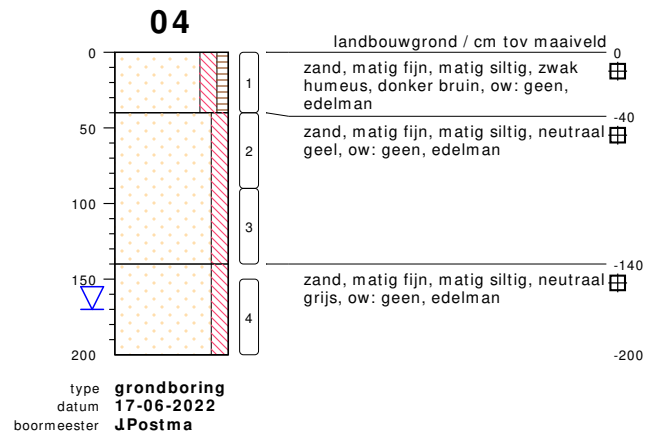 04
landbouwgrond / cm tov maaiveld
0
0
zand, matig fijn, matig siltig, zwak
humeus, donker bruin, ow: geen,
edelman
1
-40
50
zand, matig fijn, matig siltig, neutraal
geel, ow: geen, edelman
2
100
3
-140
150
zand, matig fijn, matig siltig, neutraal
grijs, ow: geen, edelman
4
200
-200
type grondboring
datum 17-06-2022
boormeester J.Postma